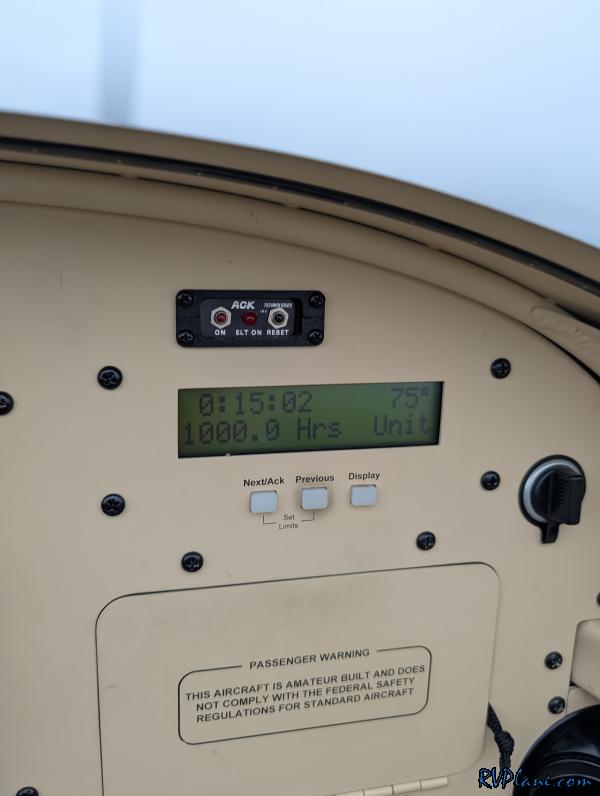 ACK TECHNOLOGIES INC
ON ELT ON RESET
0:15:02 75°
1000.0 Hrs Unit
Next/Ack Previous Display
Set
Limits
PASSENGER WARNING
THIS AIRCRAFT IS AMATEUR BUILT AND DOES
NOT COMPLY WITH THE FEDERAL SAFETY
REGULATIONS FOR STANDARD AIRCRAFT
RVPlane.com